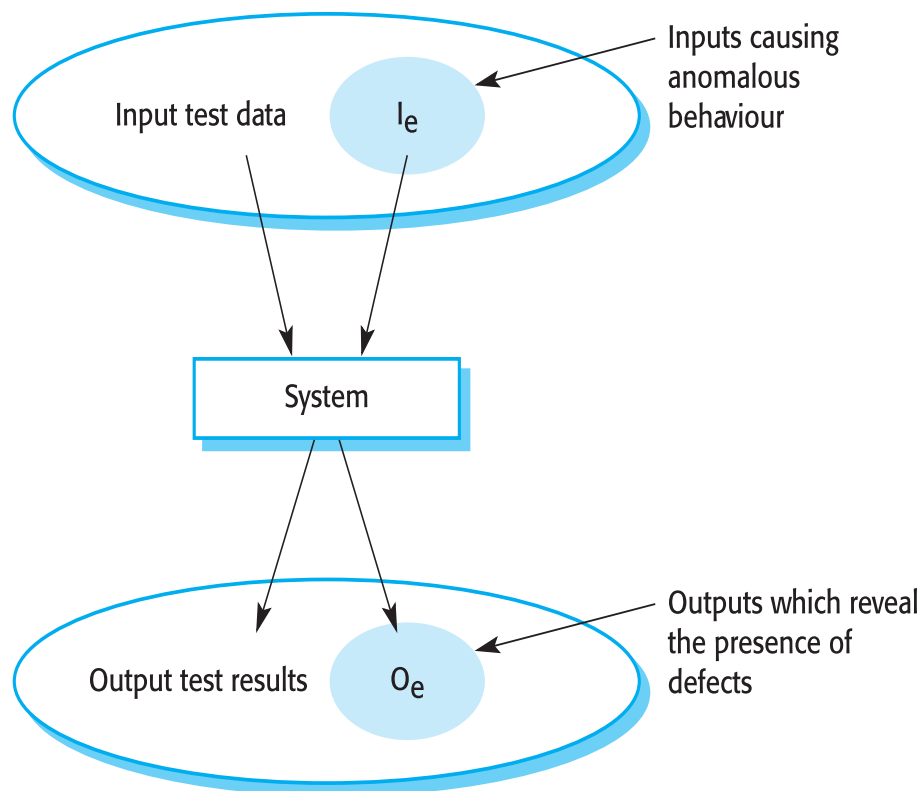 Inputs causing
anomalous
behaviour
Input test data
Ie
System
Outputs which reveal
the presence of
defects
Output test results
Oe